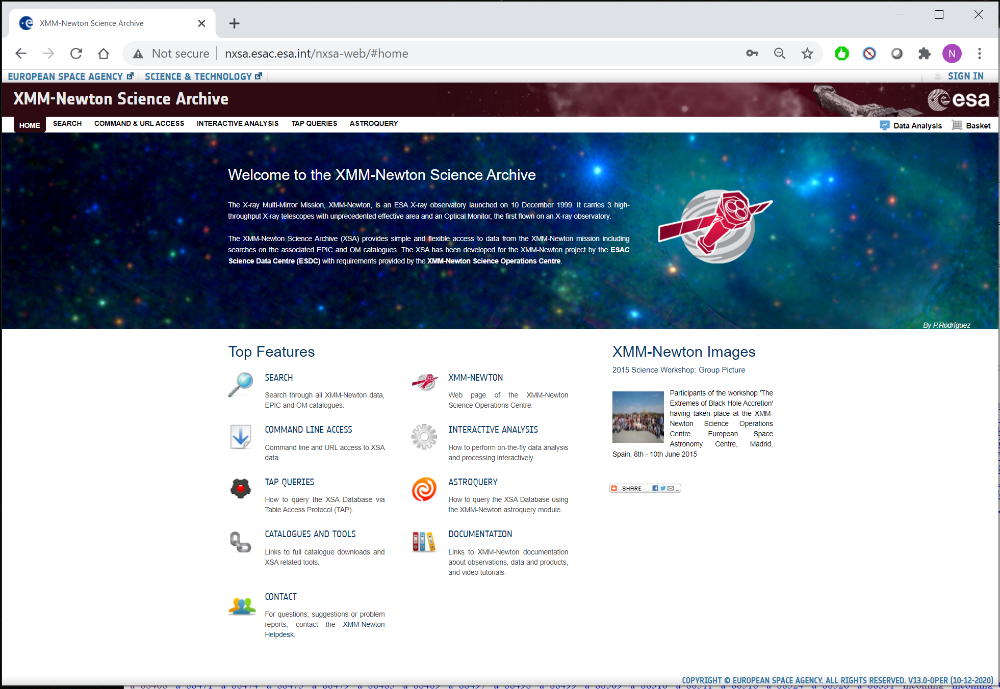 XMM-Newton Science Archive
Not secure
nxsa.esac.esa.int/nxsa-web/#home
N
EUROPEAN SPACE AGENCY
SCIENCE & TECHNOLOGY
SIGN IN
XMM-Newton Science Archive
esa
HOME
SEARCH
COMMAND & URL ACCESS
INTERACTIVE ANALYSIS
TAP QUERIES
ASTROQUERY
Data Analysis
Basket
Welcome to the XMM-Newton Science Archive
The X-ray Multi-Mirror Mission, XMM-Newton, is an ESA X-ray observatory launched on 10 December 1999. It carries 3 high-
throughput X-ray telescopes with unprecedented effective area and an Optical Monitor, the first flown on an X-ray observatory.
The XMM-Newton Science Archive (XSA) provides simple and flexible access to data from the XMM-Newton mission including
searches on the associated EPIC and OM catalogues. The XSA has been developed for the XMM-Newton project by the ESAC
Science Data Centre (ESDC) with requirements provided by the XMM-Newton Science Operations Centre.
By P.Rodríguez
Top Features
SEARCH
Search through all XMM-Newton data,
EPIC and OM catalogues.
XMM-NEWTON
Web page of the XMM-Newton
Science Operations Centre.
COMMAND LINE ACCESS
Command line and URL access to XSA
data.
INTERACTIVE ANALYSIS
How to perform on-the-fly data analysis
and processing interactively.
TAP QUERIES
How to query the XSA Database via
Table Access Protocol (TAP).
ASTROQUERY
How to query the XSA Database using
the XMM-Newton astroquery module.
CATALOGUES AND TOOLS
Links to full catalogue downloads and
XSA related tools.
DOCUMENTATION
Links to XMM-Newton documentation
about observations, data and products,
and video tutorials.
CONTACT
For questions, suggestions or problem
reports, contact the XMM-Newton
Helpdesk.
XMM-Newton Images
2015 Science Workshop: Group Picture
Participants of the workshop 'The
Extremes of Black Hole Accretion'
having taken place at the XMM-
Newton Science Operations
Centre, European Space
Astronomy Centre, Madrid,
Spain, 8th - 10th June 2015
SHARE
COPYRIGHT © EUROPEAN SPACE AGENCY. ALL RIGHTS RESERVED. V13.0-OPER (10-12-2020)